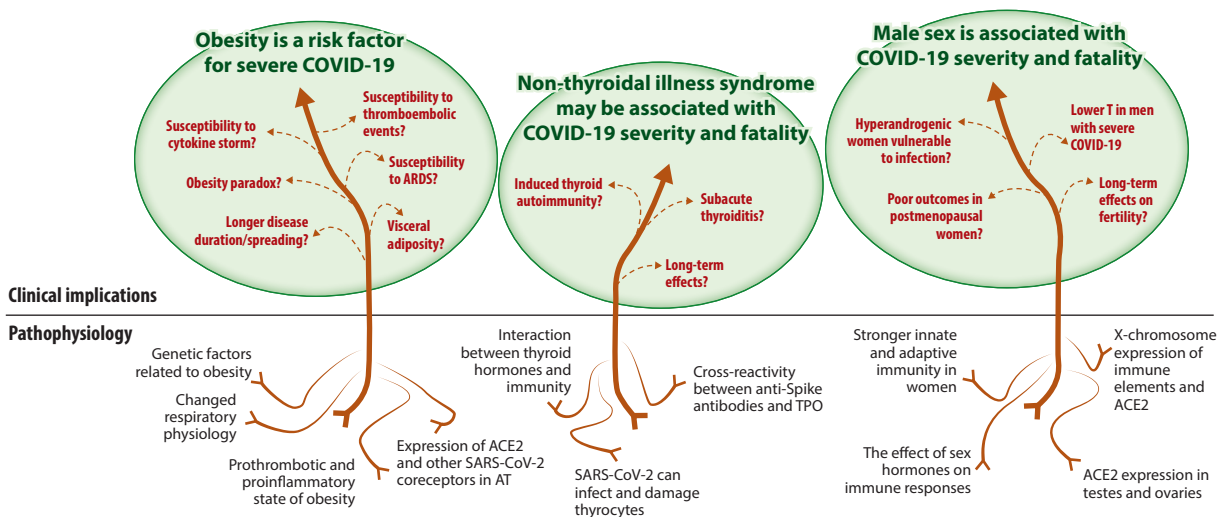 Obesity is a risk factor
for severe COVID-19
Susceptibility to
thromboembolic
events?
Susceptibility to
cytokine storm?
Susceptibility
to ARDS?
Obesity paradox?
Longer disease
duration/spreading?
Visceral
adiposity?
Non-thyroidal illness syndrome
may be associated with
COVID-19 severity and fatality
Induced thyroid
autoimmunity?
Subacute
thyroiditis?
Long-term
effects?
Male sex is associated with
COVID-19 severity and fatality
Hyperandrogenic
women vulnerable
to infection?
Lower T in men
with severe
COVID-19
Poor outcomes in
postmenopausal
women?
Long-term
effects on
fertility?
Clinical implications
Pathophysiology
Genetic factors
related to obesity
Changed
respiratory
physiology
Prothrombotic and
proinflammatory
state of obesity
Expression of ACE2
and other SARS-CoV-2
coreceptors in AT
Interaction
between thyroid
hormones and
immunity
Cross-reactivity
between anti-Spike
antibodies and TPO
SARS-CoV-2 can
infect and damage
thyrocytes
Stronger innate
and adaptive
immunity in
women
X-chromosome
expression of
immune
elements and
ACE2
The effect of sex
hormones on
immune responses
ACE2 expression in
testes and ovaries